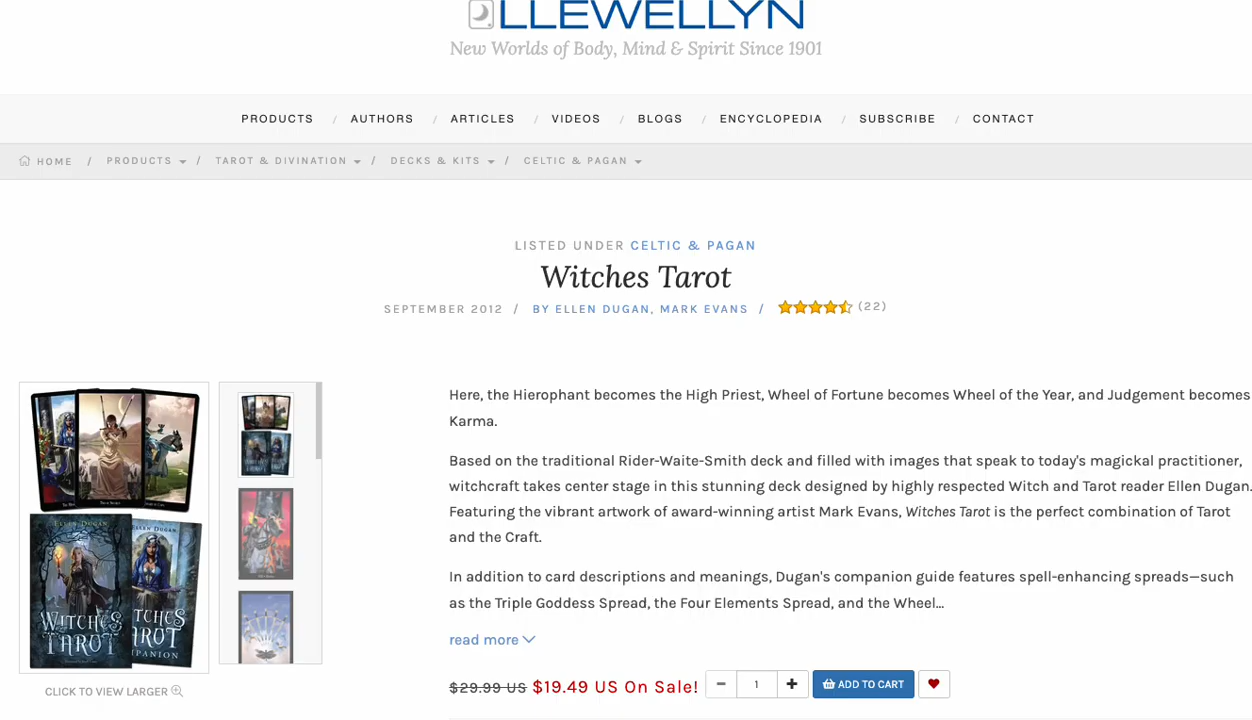 LLEWELLYN
New Worlds of Body, Mind & Spirit Since 1901
PRODUCTS / AUTHORS / ARTICLES / VIDEOS / BLOGS / ENCYCLOPEDIA / SUBSCRIBE / CONTACT
HOME / PRODUCTS / TAROT & DIVINATION / DECKS & KITS / CELTIC & PAGAN
LISTED UNDER CELTIC & PAGAN
Witches Tarot
SEPTEMBER 2012 / BY ELLEN DUGAN, MARK EVANS / (22)
ELLEN DUGAN
WITCHES
TAROT
Here, the Hierophant becomes the High Priest, Wheel of Fortune becomes Wheel of the Year, and Judgement becomes
Karma.
Based on the traditional Rider-Waite-Smith deck and filled with images that speak to today's magickal practitioner,
witchcraft takes center stage in this stunning deck designed by highly respected Witch and Tarot reader Ellen Dugan.
Featuring the vibrant artwork of award-winning artist Mark Evans, Witches Tarot is the perfect combination of Tarot
and the Craft.
In addition to card descriptions and meanings, Dugan's companion guide features spell-enhancing spreads—such
as the Triple Goddess Spread, the Four Elements Spread, and the Wheel...
read more
$29.99 US $19.49 US On Sale! − 1 + ADD TO CART
CLICK TO VIEW LARGER